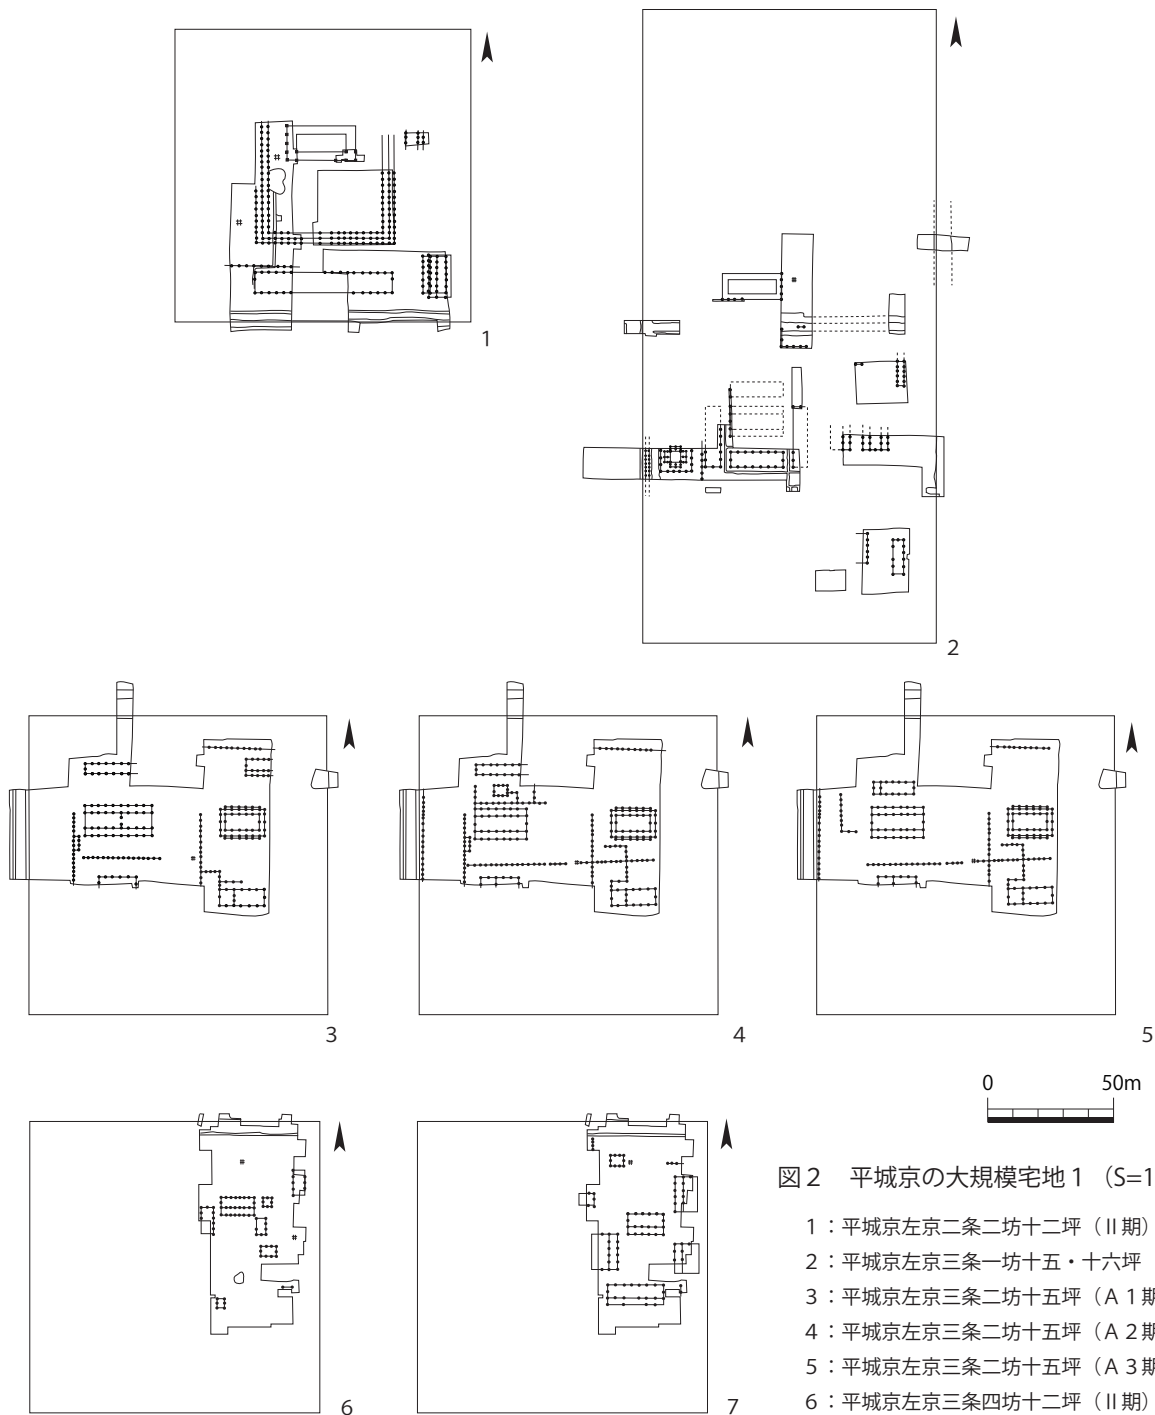 1
2
3
4
5
0 50m
6
7
図2 平城京の大規模宅地1（S=1
1：平城京左京二条二坊十二坪（Ⅱ期）
2：平城京左京三条一坊十五・十六坪
3：平城京左京三条二坊十五坪（A1期
4：平城京左京三条二坊十五坪（A2期
5：平城京左京三条二坊十五坪（A3期
6：平城京左京三条四坊十二坪（Ⅱ期）